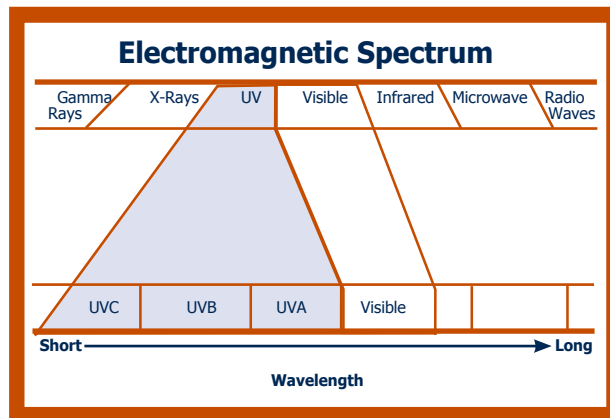 Electromagnetic Spectrum
Gamma Rays X-Rays UV Visible Infrared Microwave Radio Waves
UVC UVB UVA Visible
Short Long
Wavelength